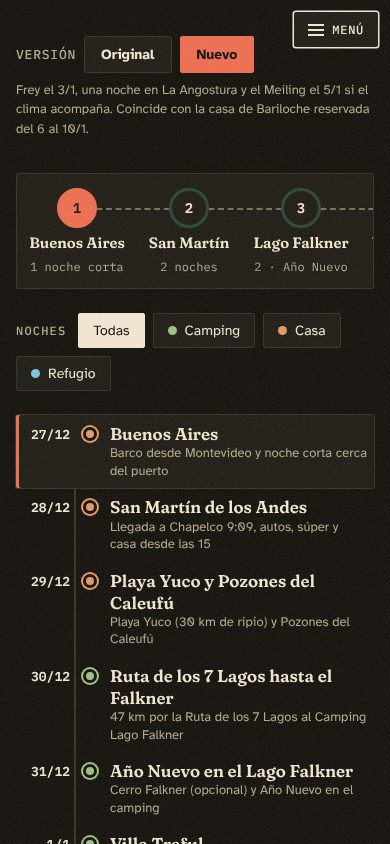 MENÚ
VERSIÓN Original Nuevo
Frey el 3/1, una noche en La Angostura y el Meiling el 5/1 si el
clima acompaña. Coincide con la casa de Bariloche reservada
del 6 al 10/1.
1 2 3
Buenos Aires San Martín Lago Falkner
1 noche corta 2 noches 2 · Año Nuevo
NOCHES Todas Camping Casa
Refugio
27/12 Buenos Aires
Barco desde Montevideo y noche corta cerca
del puerto
28/12 San Martín de los Andes
Llegada a Chapelco 9:09, autos, súper y
casa desde las 15
29/12 Playa Yuco y Pozones del
Caleufú
Playa Yuco (30 km de ripio) y Pozones del
Caleufú
30/12 Ruta de los 7 Lagos hasta el
Falkner
47 km por la Ruta de los 7 Lagos al Camping
Lago Falkner
31/12 Año Nuevo en el Lago Falkner
Cerro Falkner (opcional) y Año Nuevo en el
camping
1/1 Villa Traful